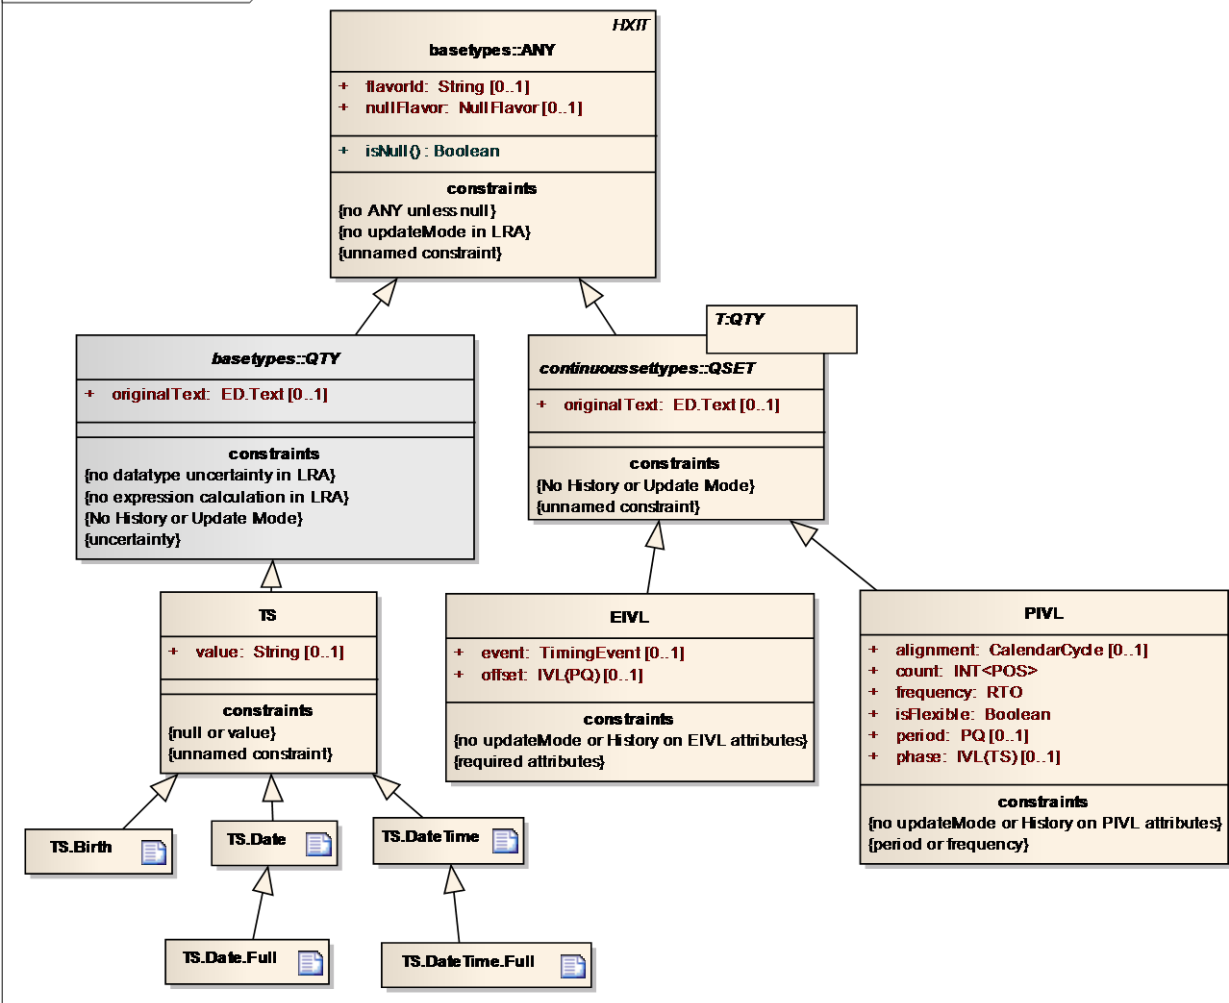 HXIT
basetypes::ANY
+ flavorId: String [0..1]
+ nullFlavor: NullFlavor [0..1]
+ isNull() : Boolean
constraints
{no ANY unless null}
{no updateMode in LRA}
{unnamed constraint}
basetypes::QTY
+ originalText: ED.Text [0..1]
constraints
{no datatype uncertainty in LRA}
{no expression calculation in LRA}
{No History or Update Mode}
{uncertainty}
T:QTY
continuoussettypes::QSET
+ originalText: ED.Text [0..1]
constraints
{No History or Update Mode}
{unnamed constraint}
TS
+ value: String [0..1]
constraints
{null or value}
{unnamed constraint}
EIVL
+ event: TimingEvent [0..1]
+ offset: IVL(PQ) [0..1]
constraints
{no updateMode or History on EIVL attributes}
{required attributes}
PIVL
+ alignment: CalendarCycle [0..1]
+ count: INT<POS>
+ frequency: RTO
+ isFlexible: Boolean
+ period: PQ [0..1]
+ phase: IVL(TS) [0..1]
constraints
{no updateMode or History on PIVL attributes}
{period or frequency}
TS.Birth
TS.Date
TS.DateTime
TS.Date.Full
TS.DateTime.Full